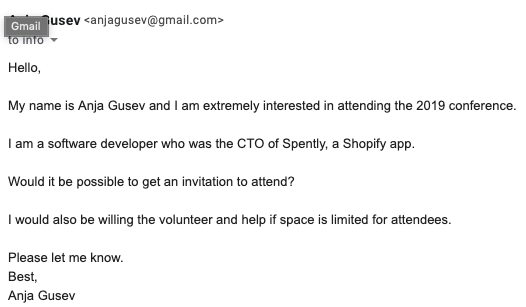 Gmail
Gusev <anjagusev@gmail.com>
to info
Hello,
My name is Anja Gusev and I am extremely interested in attending the 2019 conference.
I am a software developer who was the CTO of Spently, a Shopify app.
Would it be possible to get an invitation to attend?
I would also be willing the volunteer and help if space is limited for attendees.
Please let me know.
Best,
Anja Gusev